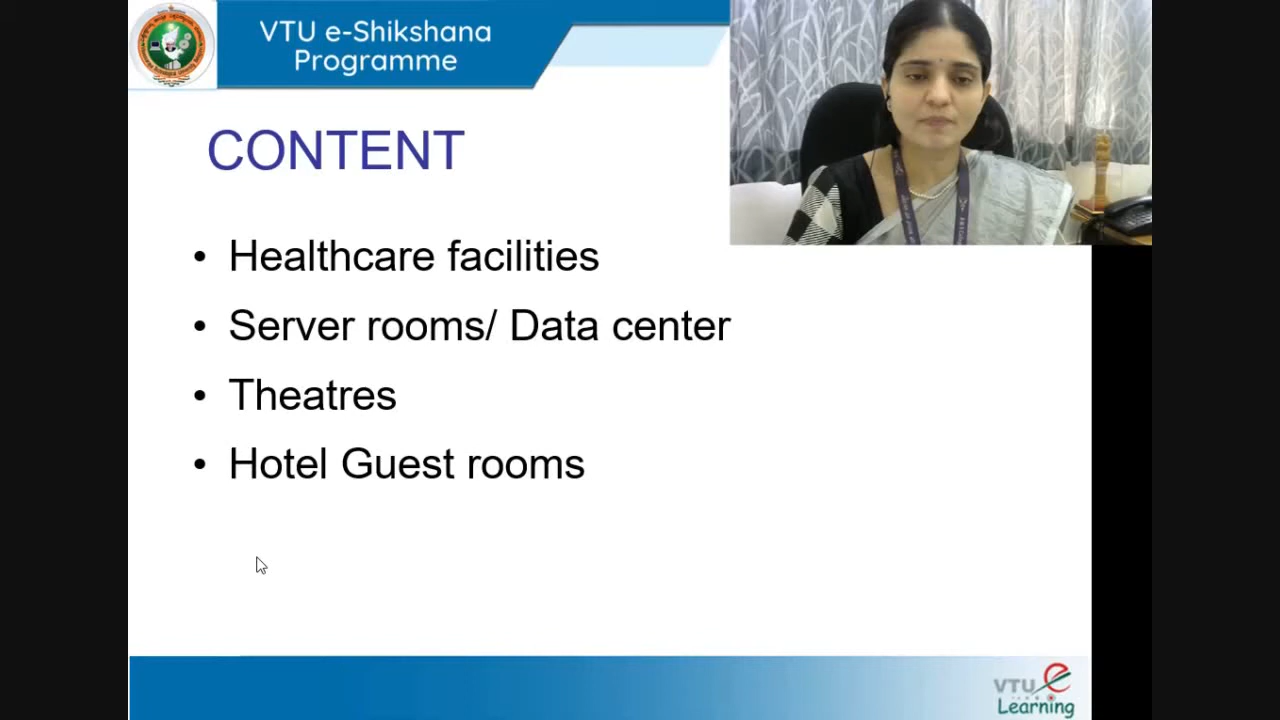 VTU e-Shikshana
Programme
CONTENT
• Healthcare facilities
• Server rooms/ Data center
• Theatres
• Hotel Guest rooms
VTU e
Learning